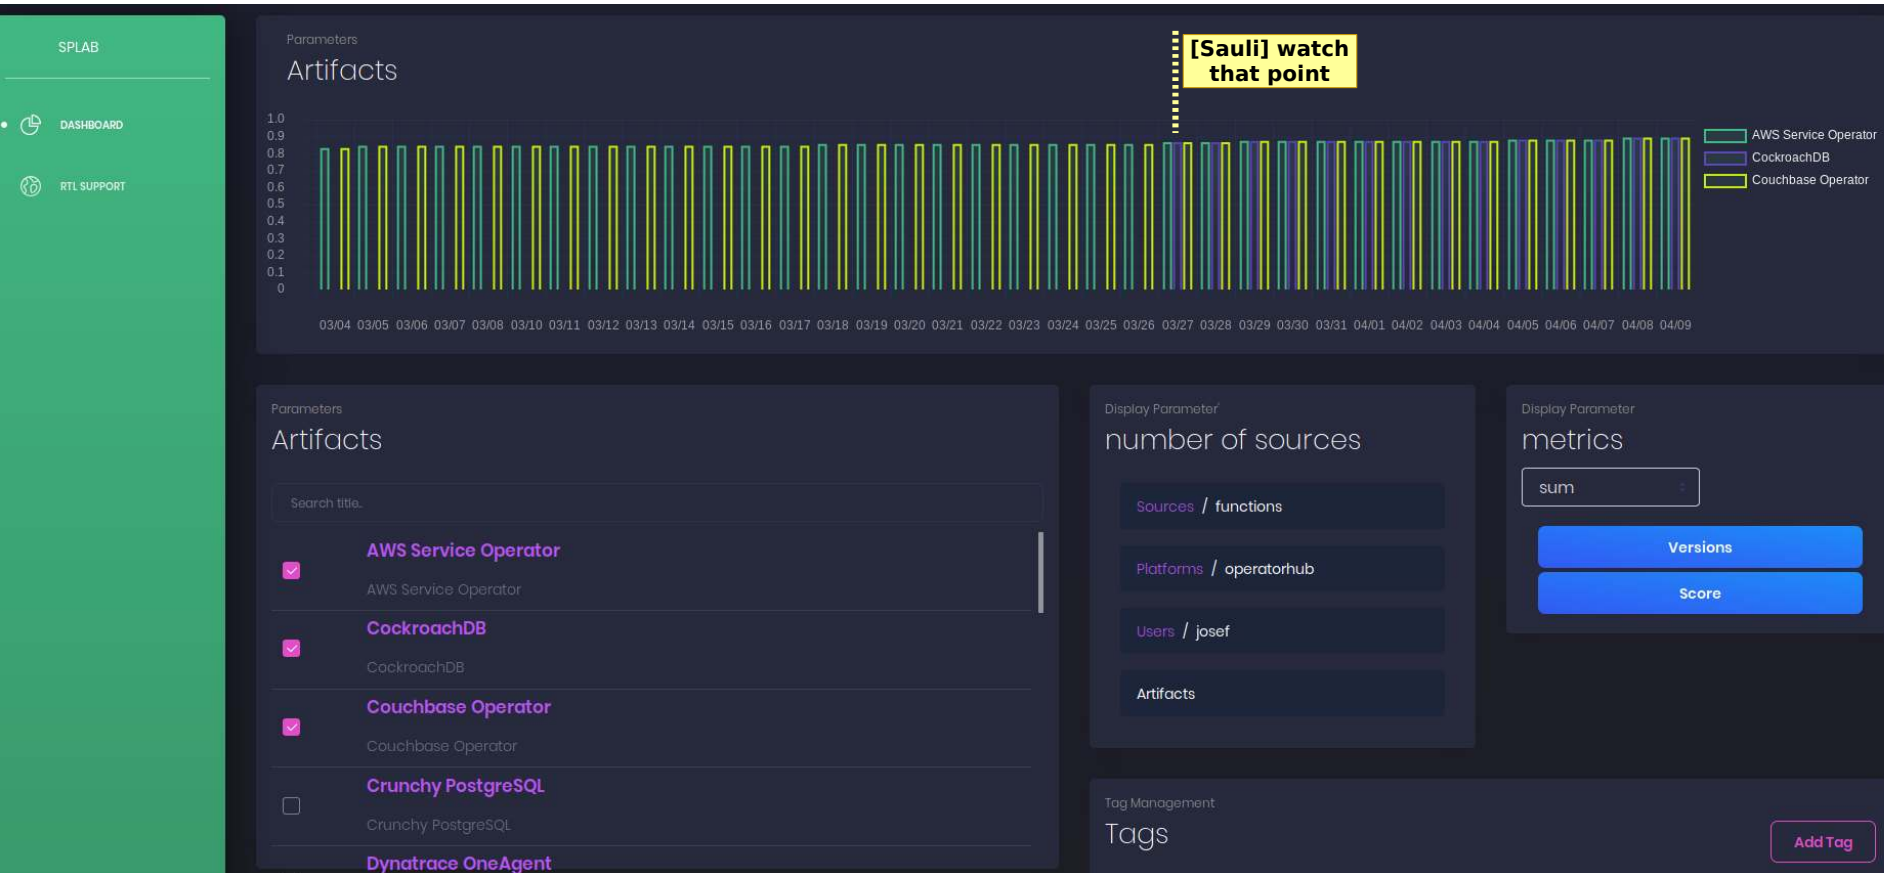 SPLAB
DASHBOARD
RTL SUPPORT
Parameters
Artifacts
[Sauli] watch
that point
1.0
0.9
0.8
0.7
0.6
0.5
0.4
0.3
0.2
0.1
0
03/04 03/05 03/06 03/07 03/08 03/10 03/11 03/12 03/13 03/14 03/15 03/16 03/17 03/18 03/19 03/20 03/21 03/22 03/23 03/24 03/25 03/26 03/27 03/28 03/29 03/30 03/31 04/01 04/02 04/03 04/04 04/05 04/06 04/07 04/08 04/09
AWS Service Operator
CockroachDB
Couchbase Operator
Parameters
Artifacts
Search title..
AWS Service Operator
AWS Service Operator
CockroachDB
CockroachDB
Couchbase Operator
Couchbase Operator
Crunchy PostgreSQL
Crunchy PostgreSQL
Dynatrace OneAgent
Display Parameter'
number of sources
Sources / functions
Platforms / operatorhub
Users / josef
Artifacts
Display Parameter
metrics
sum
Versions
Score
Tag Management
Tags
Add Tag